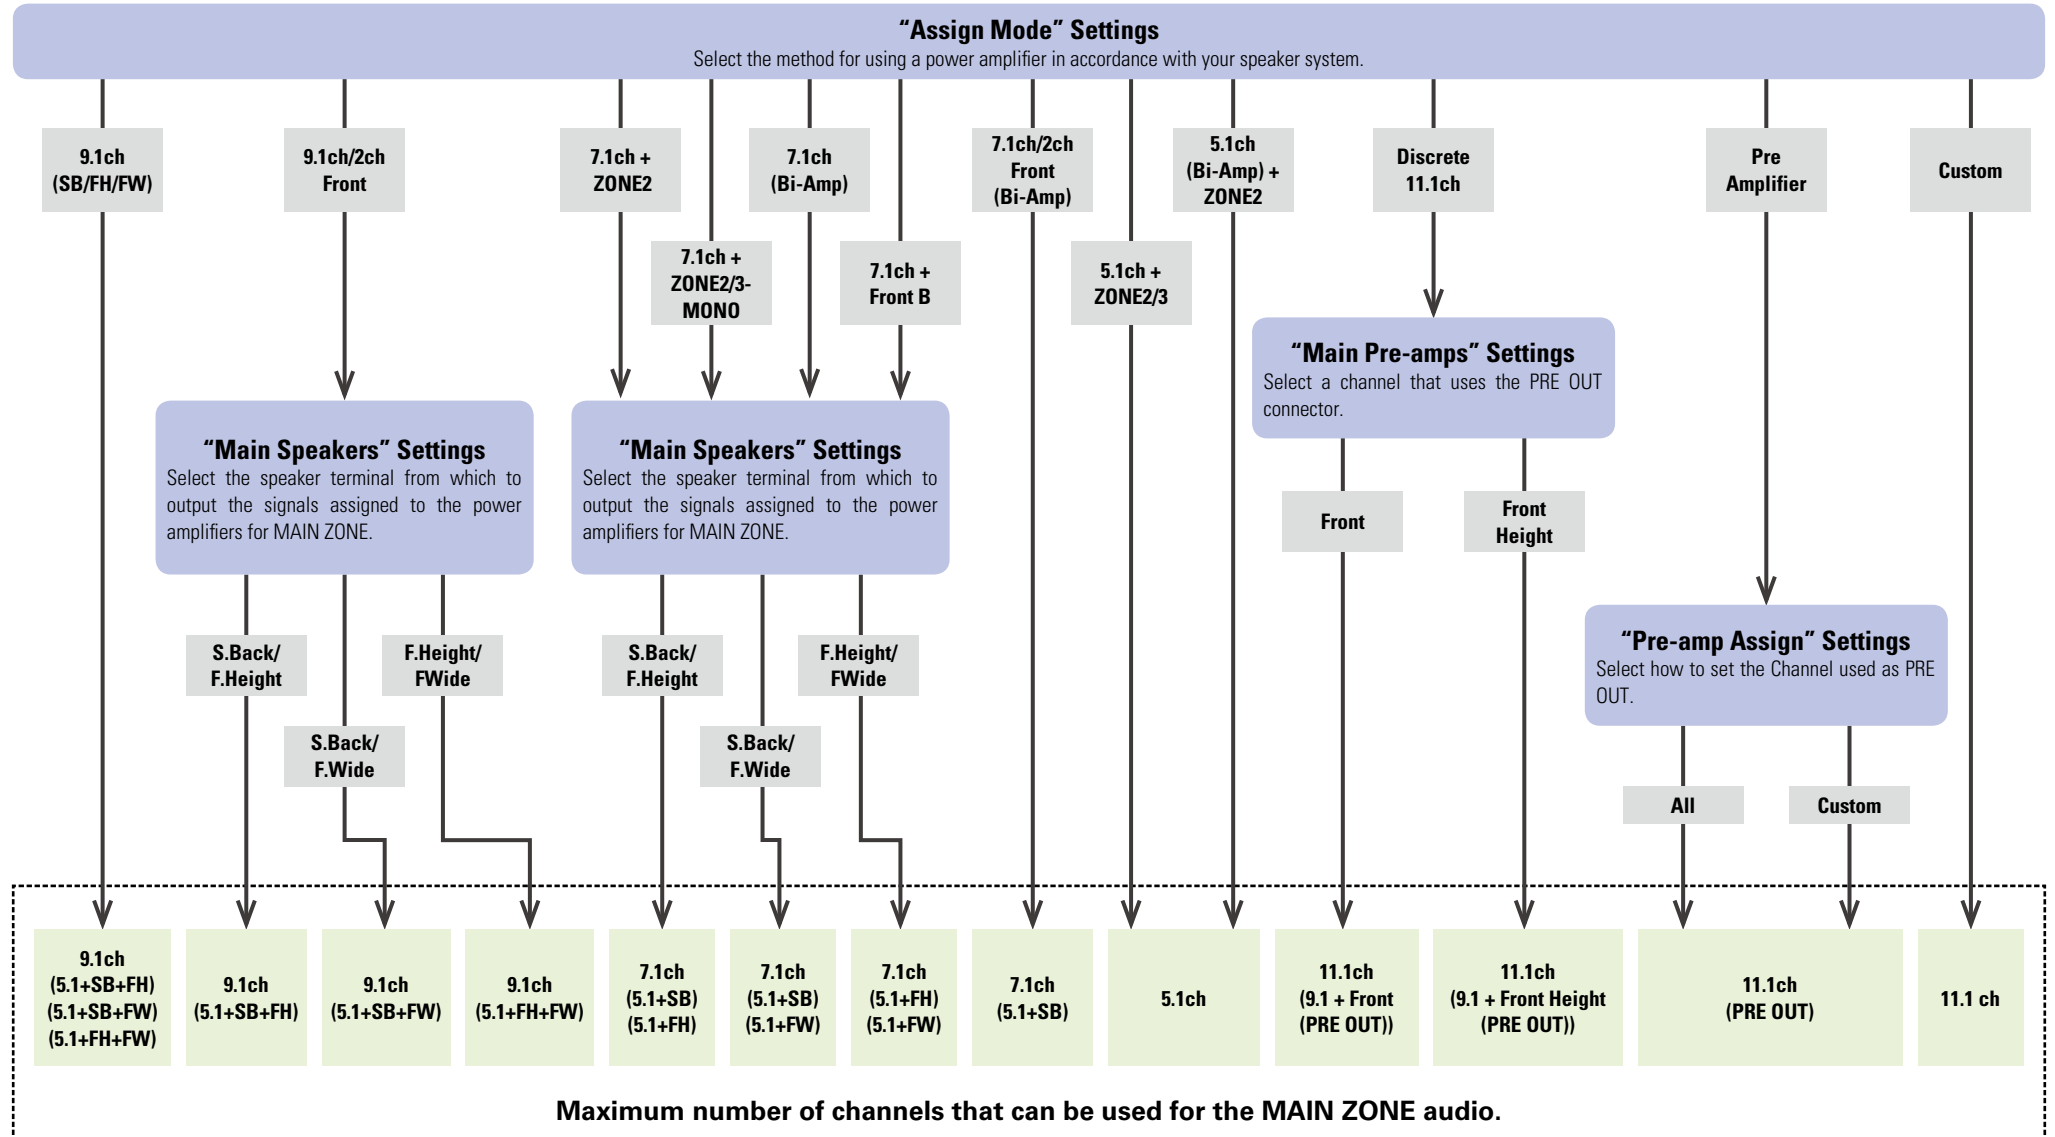 “Assign Mode” Settings
Select the method for using a power amplifier in accordance with your speaker system.
9.1ch
(SB/FH/FW)
9.1ch/2ch
Front
7.1ch +
ZONE2
7.1ch +
ZONE2/3-
MONO
7.1ch
(Bi-Amp)
7.1ch +
Front B
7.1ch/2ch
Front
(Bi-Amp)
5.1ch +
ZONE2/3
5.1ch
(Bi-Amp) +
ZONE2
Discrete
11.1ch
Pre
Amplifier
Custom
“Main Speakers” Settings
Select the speaker terminal from which to
output the signals assigned to the power
amplifiers for MAIN ZONE.
“Main Speakers” Settings
Select the speaker terminal from which to
output the signals assigned to the power
amplifiers for MAIN ZONE.
“Main Pre-amps” Settings
Select a channel that uses the PRE OUT
connector.
Front
Front
Height
“Pre-amp Assign” Settings
Select how to set the Channel used as PRE
OUT.
S.Back/
F.Height
S.Back/
F.Wide
F.Height/
FWide
S.Back/
F.Height
S.Back/
F.Wide
F.Height/
FWide
All
Custom
9.1ch
(5.1+SB+FH)
(5.1+SB+FW)
(5.1+FH+FW)
9.1ch
(5.1+SB+FH)
9.1ch
(5.1+SB+FW)
9.1ch
(5.1+FH+FW)
7.1ch
(5.1+SB)
(5.1+FH)
7.1ch
(5.1+SB)
(5.1+FW)
7.1ch
(5.1+FH)
(5.1+FW)
7.1ch
(5.1+SB)
5.1ch
11.1ch
(9.1 + Front
(PRE OUT))
11.1ch
(9.1 + Front Height
(PRE OUT))
11.1ch
(PRE OUT)
11.1 ch
Maximum number of channels that can be used for the MAIN ZONE audio.